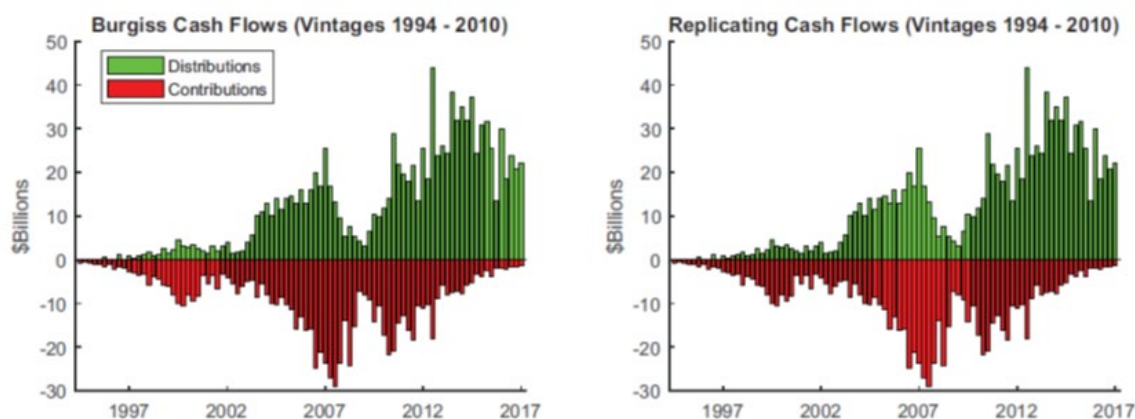 Burgiss Cash Flows (Vintages 1994 - 2010)
50
40
30
20
10
0
-10
-20
-30
$Billions
Distributions
Contributions
1997 2002 2007 2012 2017
Replicating Cash Flows (Vintages 1994 - 2010)
50
40
30
20
10
0
-10
-20
-30
$Billions
1997 2002 2007 2012 2017